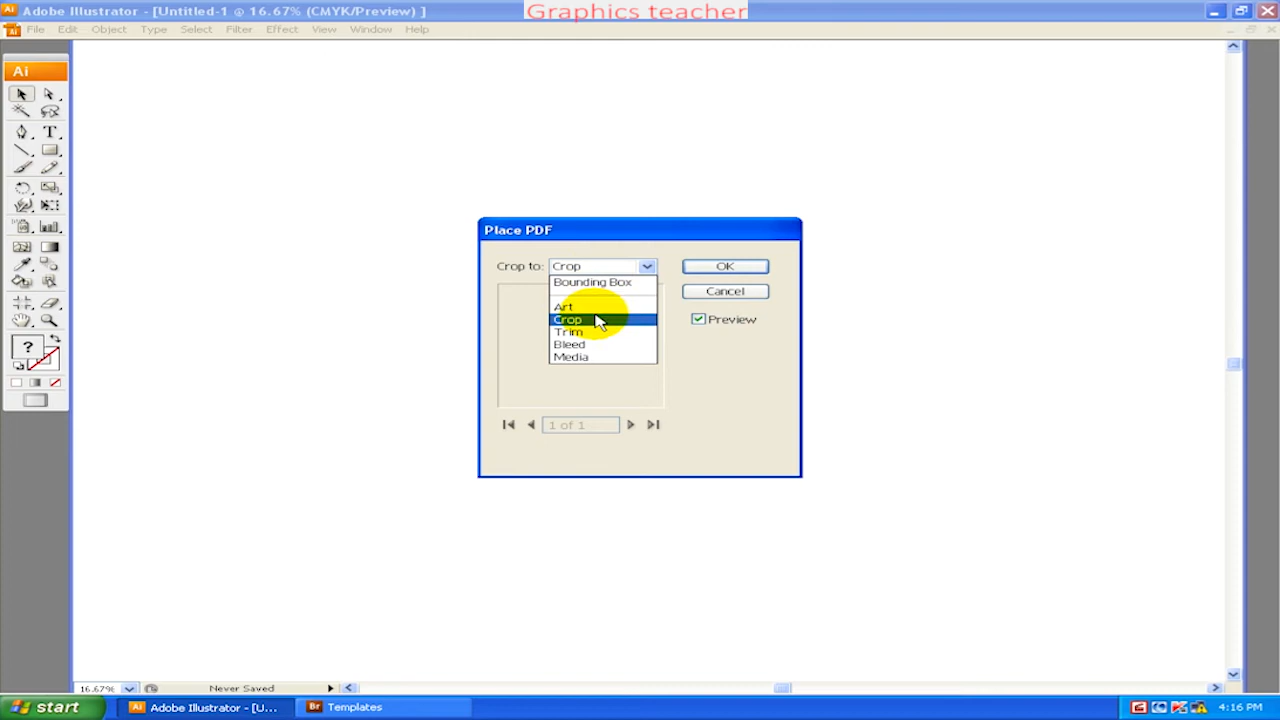 Adobe Illustrator - [Untitled-1 @ 16.67% (CMYK/Preview) ]
Graphics teacher
File Edit Object Type Select Filter Effect View Window Help
Ai
Place PDF
Crop to: Crop
OK
Bounding Box
Cancel
Art
Crop
Preview
Trim
Bleed
Media
1 of 1
?
16.67%
Never Saved
start
Adobe Illustrator - [U...
Templates
4:16 PM